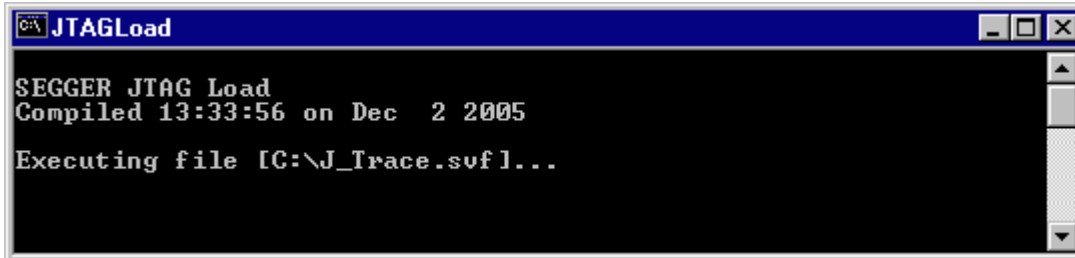 JTAGLoad
SEGGER JTAG Load
Compiled 13:33:56 on Dec  2 2005
Executing file [C:\J_Trace.svf]...